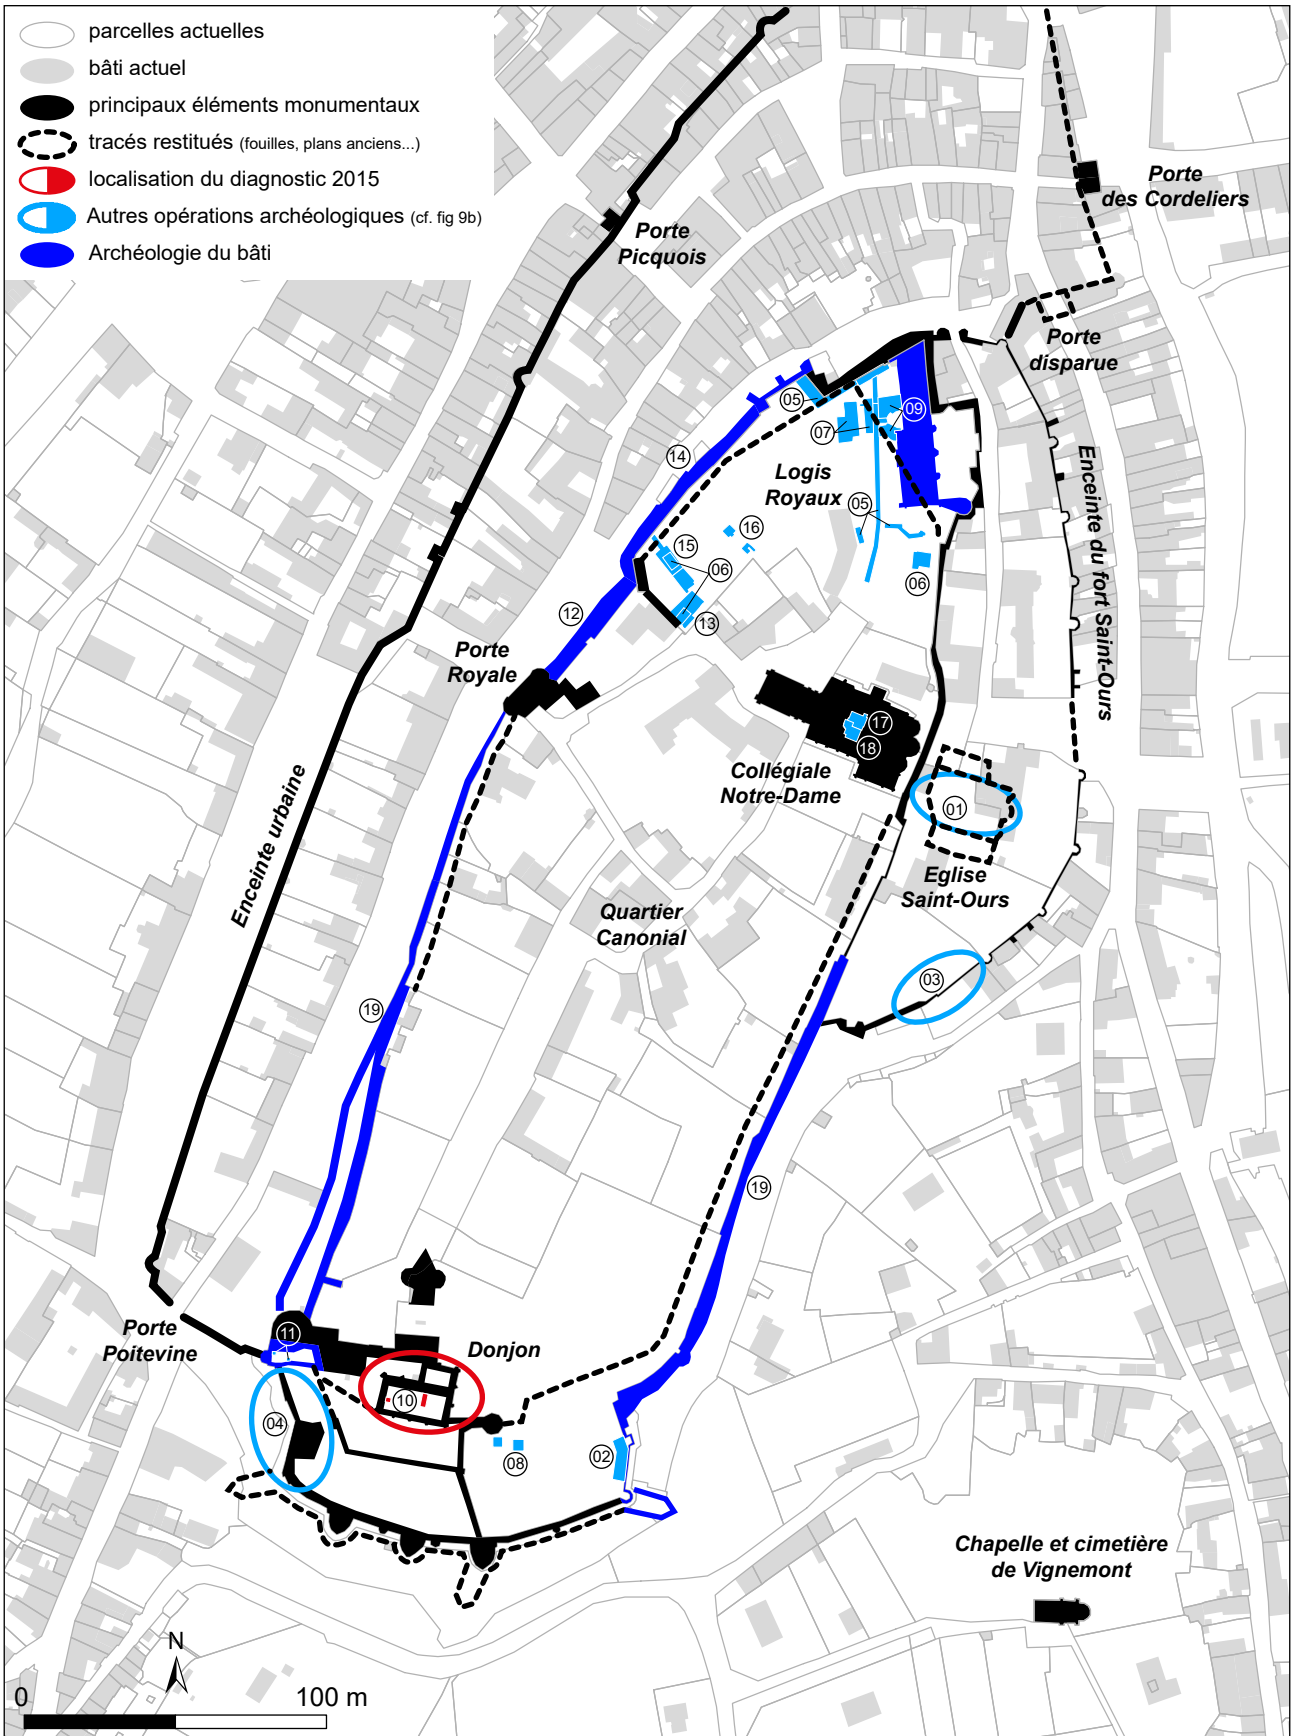 parcelles actuelles
bâti actuel
principaux éléments monumentaux
tracés restitués (fouilles, plans anciens...)
localisation du diagnostic 2015
Autres opérations archéologiques (cf. fig 9b)
Archéologie du bâti
Porte
des Cordeliers
Porte
Picquois
Porte
disparue
05
09
07
14
Logis
Royaux
Enceinte du fort Saint-Ours
05
16
15
06
06
12
13
Porte
Royale
17
18
Collégiale
Notre-Dame
01
Enceinte urbaine
Eglise
Saint-Ours
Quartier
Canonial
03
19
19
Porte
Poitevine
11
Donjon
10
04
08
02
Chapelle et cimetière
de Vignemont
N
0 100 m